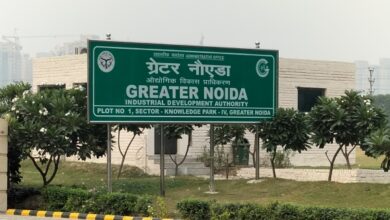 ग्रेटर नौएडा
औद्योगिक विकास प्राधिकरण
GREATER NOIDA
INDUSTRIAL DEVELOPMENT AUTHORITY
PLOT NO 1, SECTOR - KNOWLEDGE PARK - IV, GREATER NOIDA